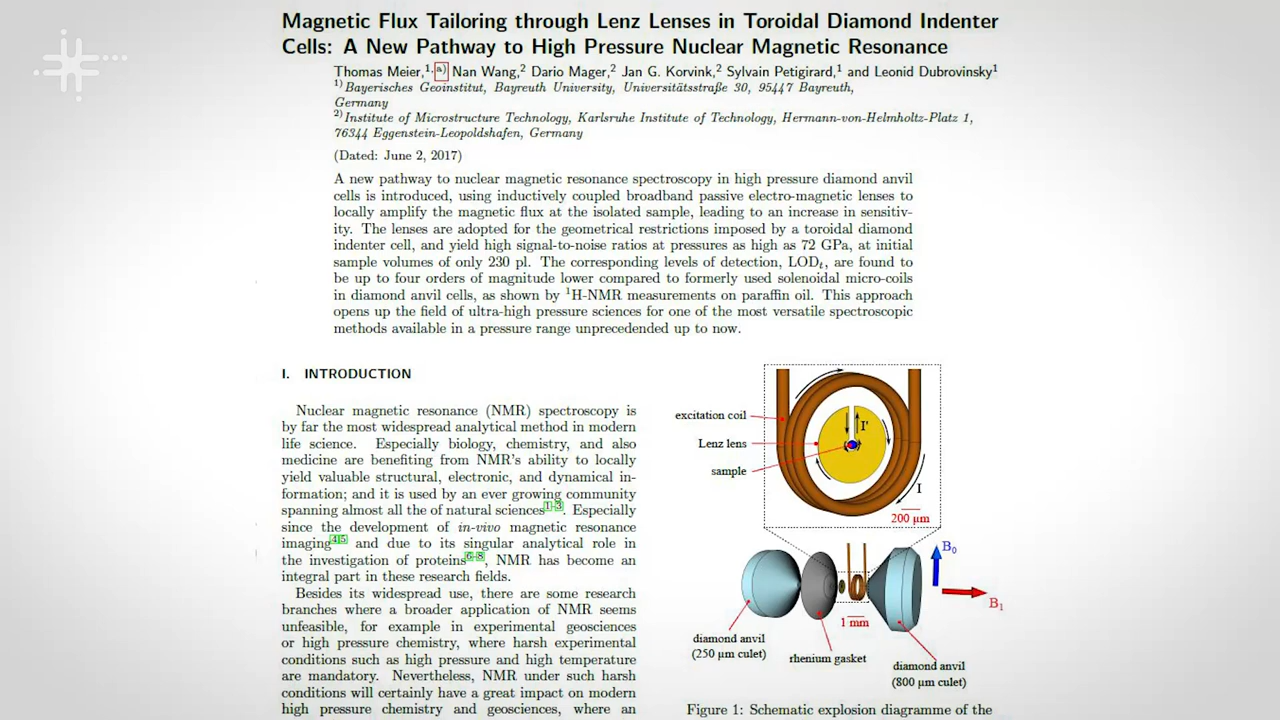 Magnetic Flux Tailoring through Lenz Lenses in Toroidal Diamond Indenter
Cells: A New Pathway to High Pressure Nuclear Magnetic Resonance
Thomas Meier,1,a) Nan Wang,2 Dario Mager,2 Jan G. Korvink,2 Sylvain Petigirard,1 and Leonid Dubrovinsky1
1)Bayerisches Geoinstitut, Bayreuth University, Universitätsstraße 30, 95447 Bayreuth,
Germany
2)Institute of Microstructure Technology, Karlsruhe Institute of Technology, Hermann-von-Helmholtz-Platz 1,
76344 Eggenstein-Leopoldshafen, Germany
(Dated: June 2, 2017)
A new pathway to nuclear magnetic resonance spectroscopy in high pressure diamond anvil
cells is introduced, using inductively coupled broadband passive electro-magnetic lenses to
locally amplify the magnetic flux at the isolated sample, leading to an increase in sensitiv-
ity. The lenses are adopted for the geometrical restrictions imposed by a toroidal diamond
indenter cell, and yield high signal-to-noise ratios at pressures as high as 72 GPa, at initial
sample volumes of only 230 pl. The corresponding levels of detection, LODt, are found to
be up to four orders of magnitude lower compared to formerly used solenoidal micro-coils
in diamond anvil cells, as shown by 1H-NMR measurements on paraffin oil. This approach
opens up the field of ultra-high pressure sciences for one of the most versatile spectroscopic
methods available in a pressure range unprecedended up to now.
I. INTRODUCTION
Nuclear magnetic resonance (NMR) spectroscopy is
by far the most widespread analytical method in modern
life science. Especially biology, chemistry, and also
medicine are benefiting from NMR's ability to locally
yield valuable structural, electronic, and dynamical in-
formation; and it is used by an ever growing community
spanning almost all the of natural sciences1-3. Especially
since the development of in-vivo magnetic resonance
imaging4,5 and due to its singular analytical role in
the investigation of proteins6-8, NMR has become an
integral part in these research fields.
Besides its widespread use, there are some research
branches where a broader application of NMR seems
unfeasible, for example in experimental geosciences
or high pressure chemistry, where harsh experimental
conditions such as high pressure and high temperature
are mandatory. Nevertheless, NMR under such harsh
conditions will certainly have a great impact on modern
high pressure chemistry and geosciences, where an
excitation coil
Lenz lens
sample
I'
I
200 µm
B0
B1
1 mm
diamond anvil
(250 µm culet)
rhenium gasket
diamond anvil
(800 µm culet)
Figure 1: Schematic explosion diagramme of the